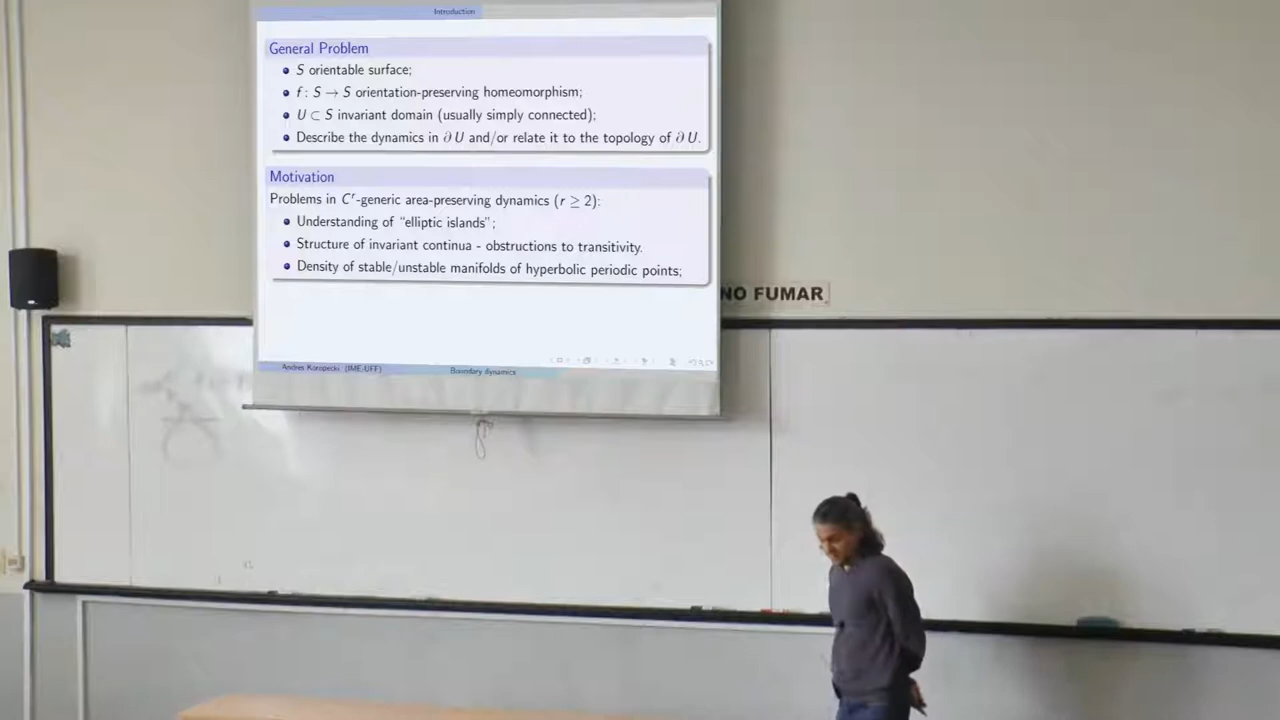 Introduction
General Problem
S orientable surface;
f : S → S orientation-preserving homeomorphism;
U ⊂ S invariant domain (usually simply connected);
Describe the dynamics in ∂U and/or relate it to the topology of ∂U.
Motivation
Problems in Cʳ-generic area-preserving dynamics (r ≥ 2):
Understanding of “elliptic islands”;
Structure of invariant continua - obstructions to transitivity.
Density of stable/unstable manifolds of hyperbolic periodic points;
NO FUMAR
Andres Koropecki (IME-UFF) Boundary dynamics